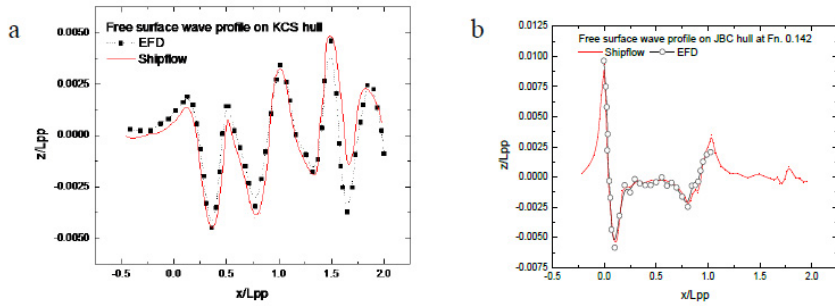 a
Free surface wave profile on KCS hull
EFD
Shipflow
0.0050
0.0025
0.0000
-0.0025
-0.0050
z/Lpp
-0.5 0.0 0.5 1.0 1.5 2.0
x/Lpp
b
Free surface wave profile on JBC hull at Fn. 0.142
Shipflow EFD
0.0125
0.0100
0.0075
0.0050
0.0025
0.0000
-0.0025
-0.0050
-0.0075
z/Lpp
-0.5 0.0 0.5 1.0 1.5 2.0
x/Lpp